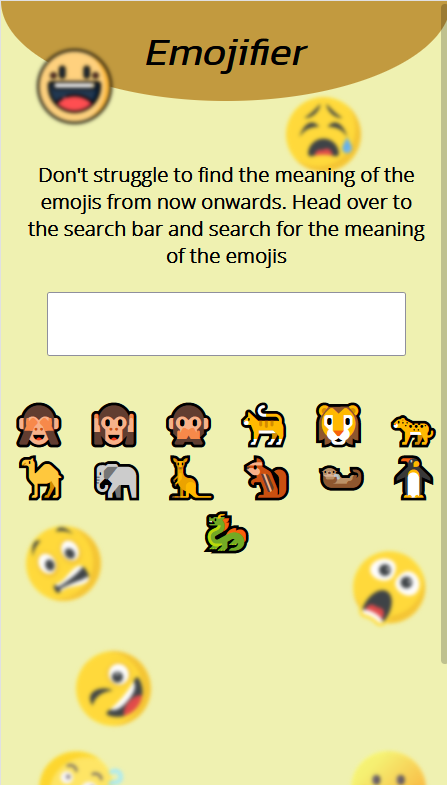 Emojifier
Don't struggle to find the meaning of the
emojis from now onwards. Head over to
the search bar and search for the meaning
of the emojis